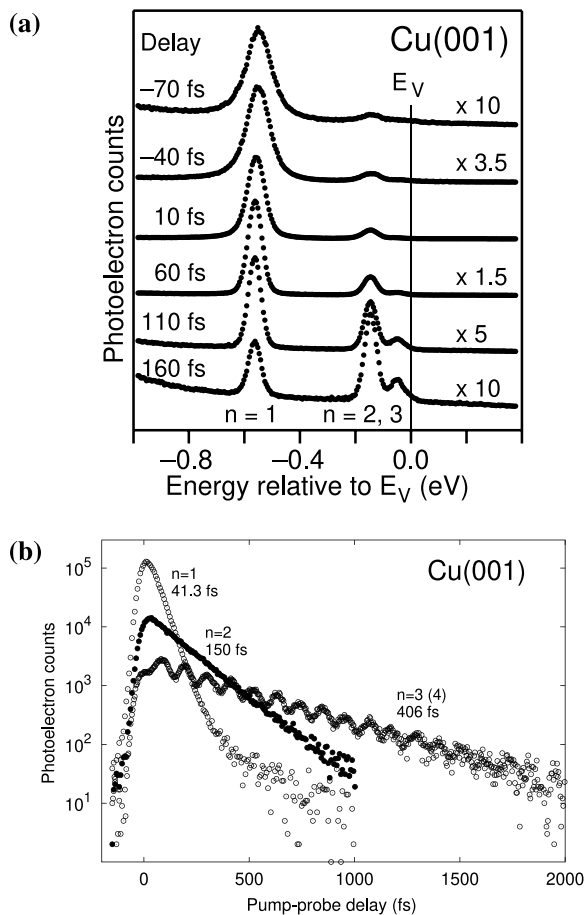 (a)
Delay
Cu(001)
E_V
−70 fs
x 10
−40 fs
x 3.5
10 fs
60 fs
x 1.5
110 fs
x 5
160 fs
x 10
n = 1
n = 2, 3
Photoelectron counts
−0.8
−0.4
0.0
Energy relative to E_V (eV)
(b)
Cu(001)
10^5
10^4
10^3
10^2
10^1
n=1
41.3 fs
n=2
150 fs
n=3 (4)
406 fs
Photoelectron counts
0
500
1000
1500
2000
Pump-probe delay (fs)